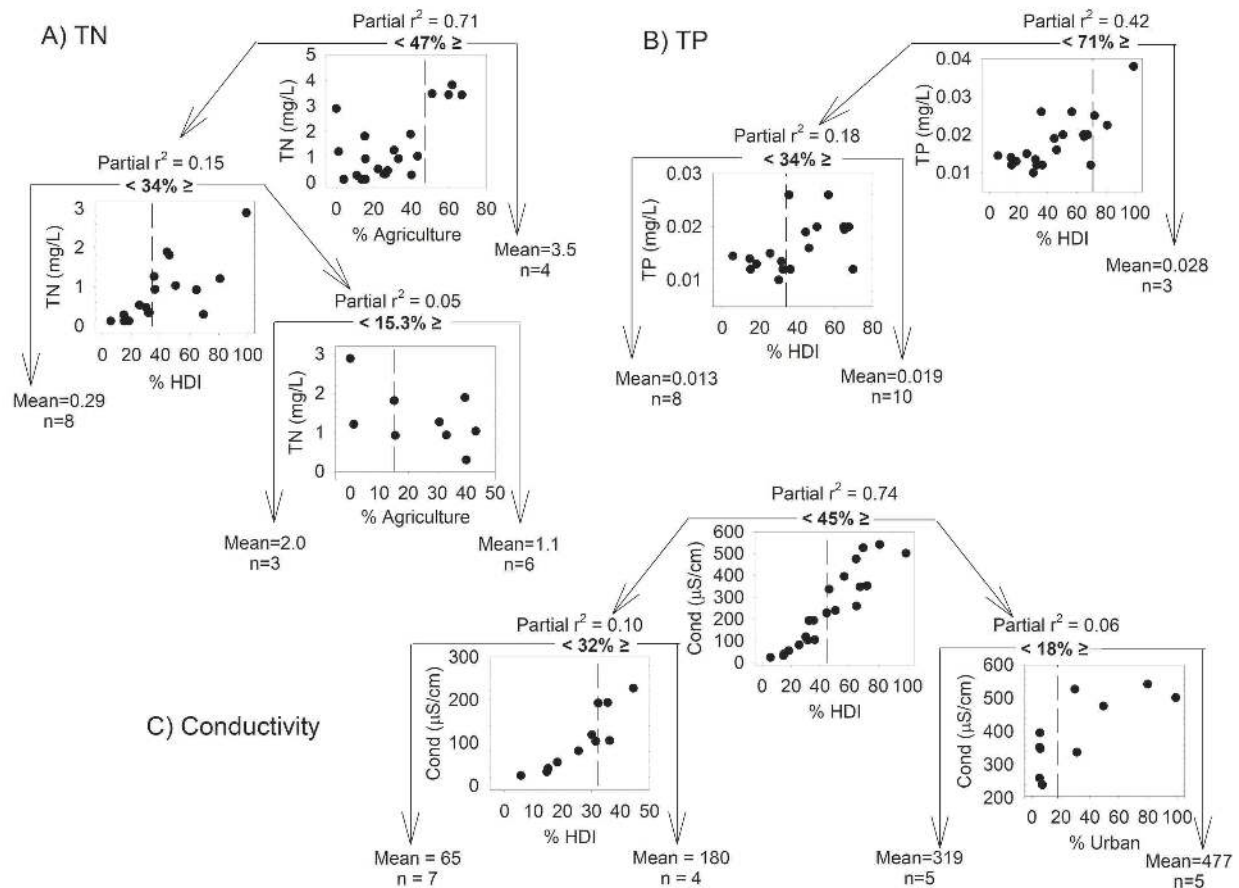 A) TN
Partial r² = 0.71
< 47% ≥
TN (mg/L)
5
4
3
2
1
0
0 20 40 60 80
% Agriculture
Mean=3.5
n=4
Partial r² = 0.15
< 34% ≥
TN (mg/L)
3
2
1
0
0 20 40 60 80 100
% HDI
Mean=0.29
n=8
Partial r² = 0.05
< 15.3% ≥
TN (mg/L)
3
2
1
0
0 10 20 30 40 50
% Agriculture
Mean=2.0
n=3
Mean=1.1
n=6
B) TP
Partial r² = 0.42
< 71% ≥
TP (mg/L)
0.04
0.03
0.02
0.01
0 20 40 60 80 100
% HDI
Mean=0.028
n=3
Partial r² = 0.18
< 34% ≥
TP (mg/L)
0.03
0.02
0.01
0 20 40 60 80
% HDI
Mean=0.013
n=8
Mean=0.019
n=10
C) Conductivity
Partial r² = 0.74
< 45% ≥
Cond (µS/cm)
600
500
400
300
200
100
0
0 20 40 60 80 100
% HDI
Partial r² = 0.10
< 32% ≥
Cond (µS/cm)
300
200
100
0
0 10 20 30 40 50
% HDI
Mean = 65
n = 7
Mean = 180
n = 4
Partial r² = 0.06
< 18% ≥
Cond (µS/cm)
600
500
400
300
200
0 20 40 60 80 100
% Urban
Mean=319
n=5
Mean=477
n=5